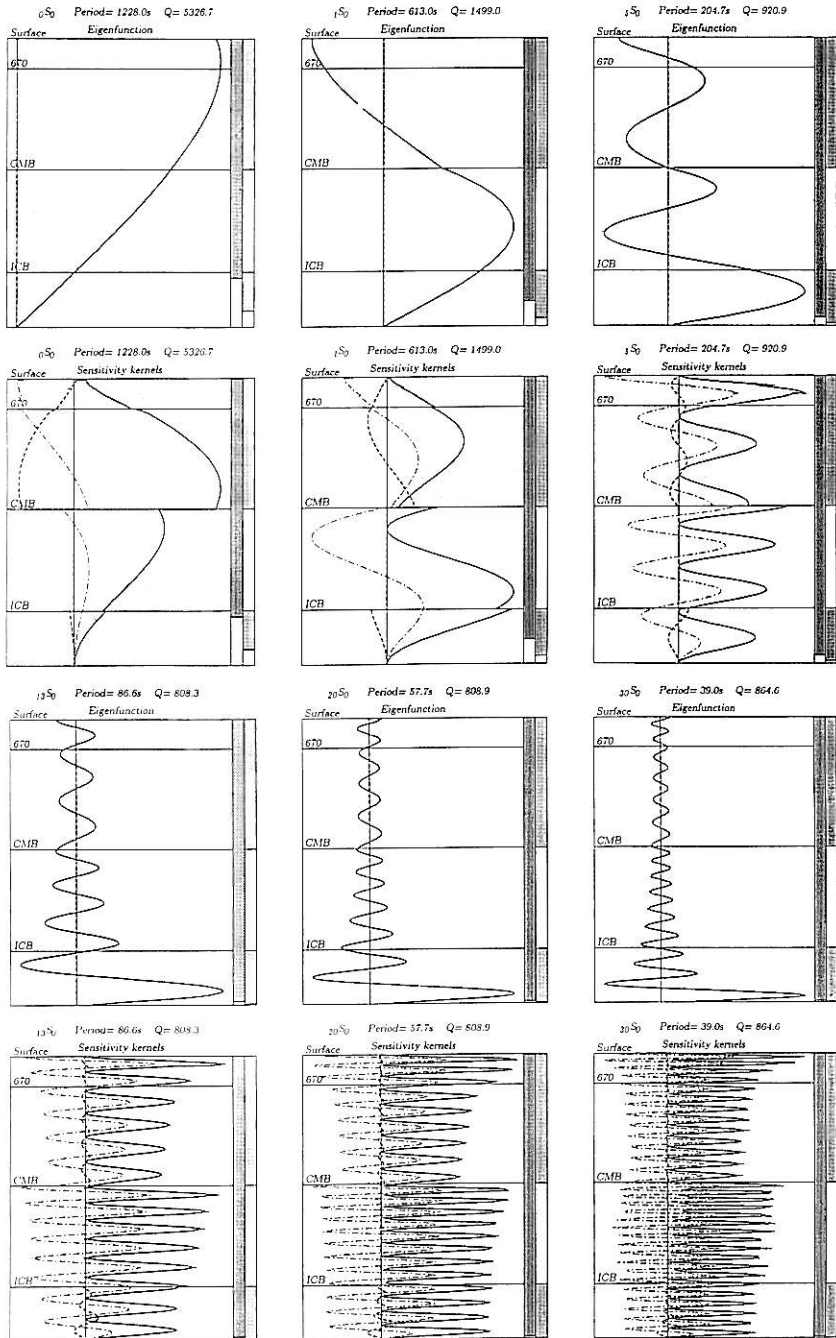 0S0 Period= 1228.0s Q= 5326.7
Surface Eigenfunction
670
CMB
ICB
1S0 Period= 613.0s Q= 1499.0
Surface Eigenfunction
670
CMB
ICB
5S0 Period= 204.7s Q= 920.9
Surface Eigenfunction
670
CMB
ICB
0S0 Period= 1228.0s Q= 5326.7
Surface Sensitivity kernels
670
CMB
ICB
1S0 Period= 613.0s Q= 1499.0
Surface Sensitivity kernels
670
CMB
ICB
5S0 Period= 204.7s Q= 920.9
Surface Sensitivity kernels
670
CMB
ICB
13S0 Period= 86.6s Q= 808.3
Surface Eigenfunction
670
CMB
ICB
20S0 Period= 57.7s Q= 808.9
Surface Eigenfunction
670
CMB
ICB
30S0 Period= 39.0s Q= 864.6
Surface Eigenfunction
670
CMB
ICB
13S0 Period= 86.6s Q= 808.3
Surface Sensitivity kernels
670
CMB
ICB
20S0 Period= 57.7s Q= 808.9
Surface Sensitivity kernels
670
CMB
ICB
30S0 Period= 39.0s Q= 864.6
Surface Sensitivity kernels
670
CMB
ICB